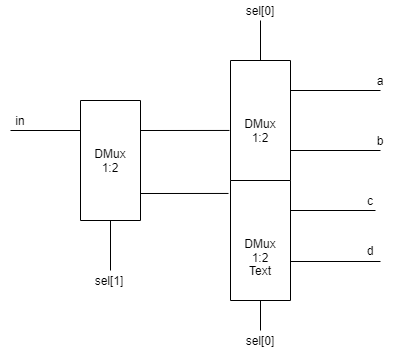 sel[0]
a
in
DMux
1:2
b
DMux
1:2
c
DMux
1:2
Text
d
sel[1]
sel[0]